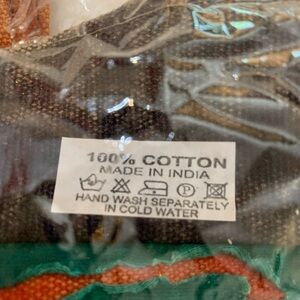 100% COTTON
MADE IN INDIA
P
HAND WASH SEPARATELY
IN COLD WATER